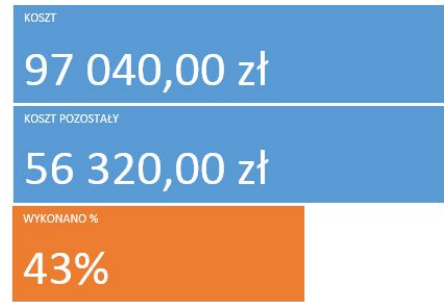 KOSZT
97 040,00 zł
KOSZT POZOSTAŁY
56 320,00 zł
WYKONANO %
43%